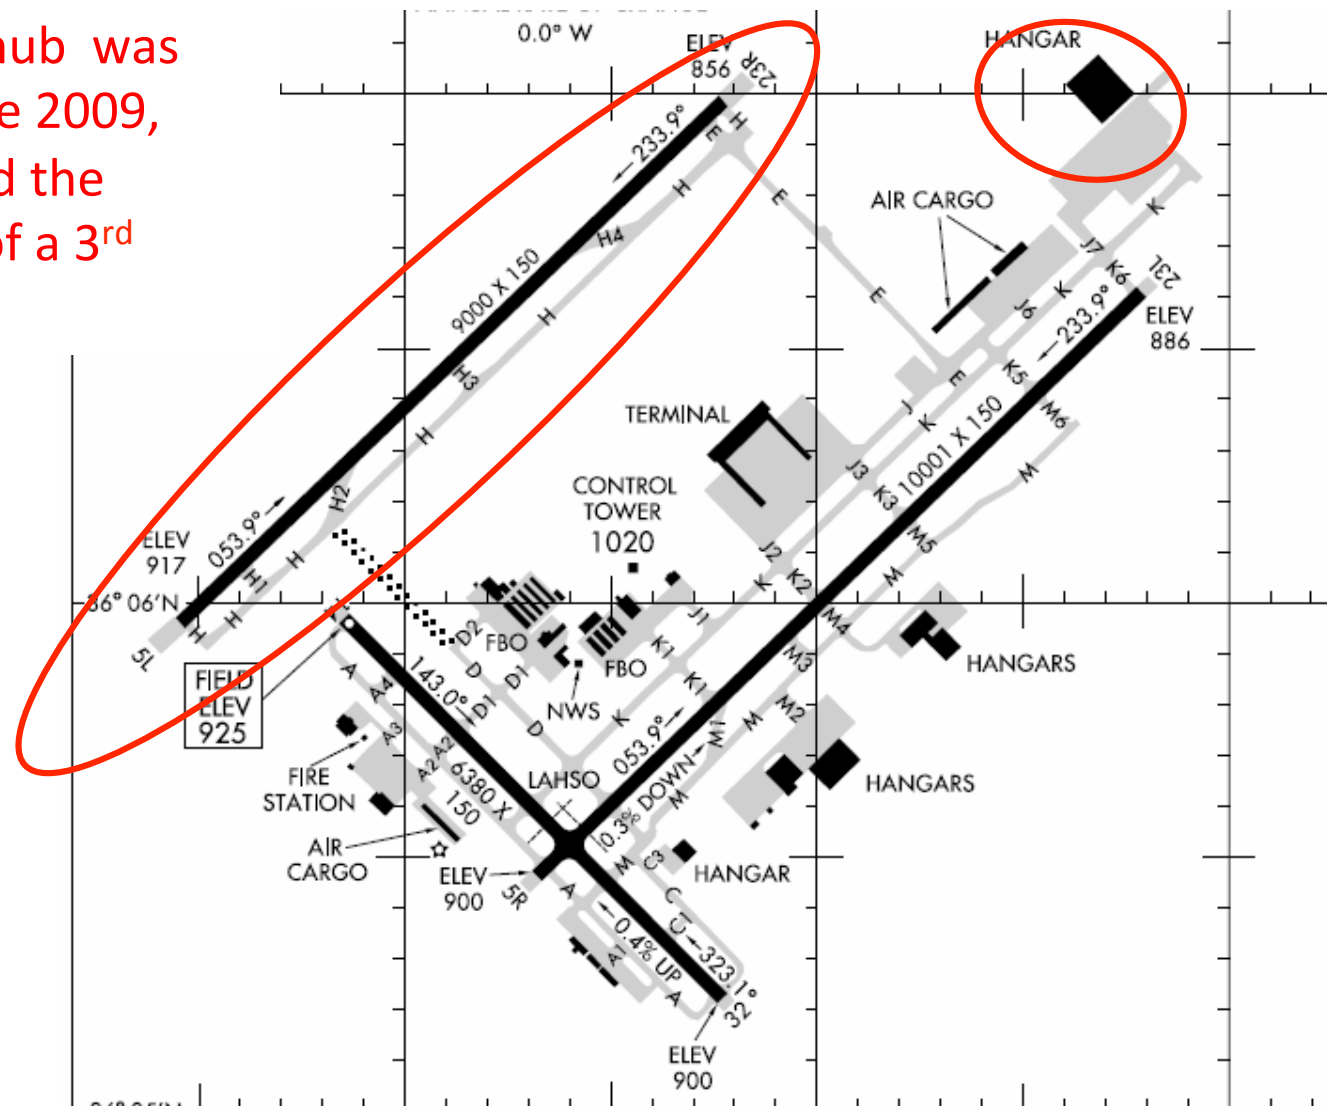 hub was
e 2009,
d the
of a 3rd
0.0° W
ELEV
856
23R
HANGAR
233.9°
H
E
H
E
H4
AIR CARGO
K
J7
K6
23L
9000 X 150
H
E
J6
K
233.9°
ELEV
886
H3
E
K5
M6
J
K
TERMINAL
10001 X 150
H
J3
K3
M
H2
CONTROL
TOWER
1020
M5
J2
K2
K
M
ELEV
917
053.9°
H
H1
36° 06'N
H
H
5L
D2
FBO
D
D1
FBO
J1
K1
M4
M3
HANGARS
FIELD
ELEV
925
A
A4
143.0°
D1
D
NWS
K1
K
M1
M
M2
A3
A2
A2
6380 X
150
LAHSO
053.9°
0.3% DOWN
M
HANGARS
FIRE
STATION
AIR
CARGO
ELEV
900
5R
A
M
C3
HANGAR
C
C1
A1
0.4% UP
A
323.1°
32
ELEV
900